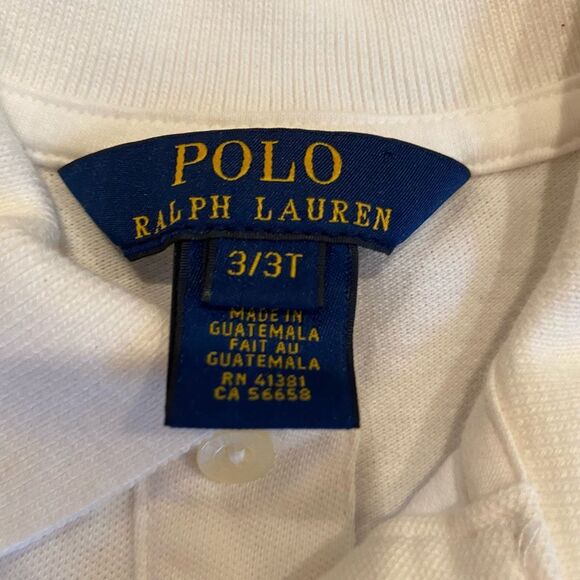 POLO
RALPH LAUREN
3/3T
MADE IN
GUATEMALA
FAIT AU
GUATEMALA
RN 41381
CA 56658